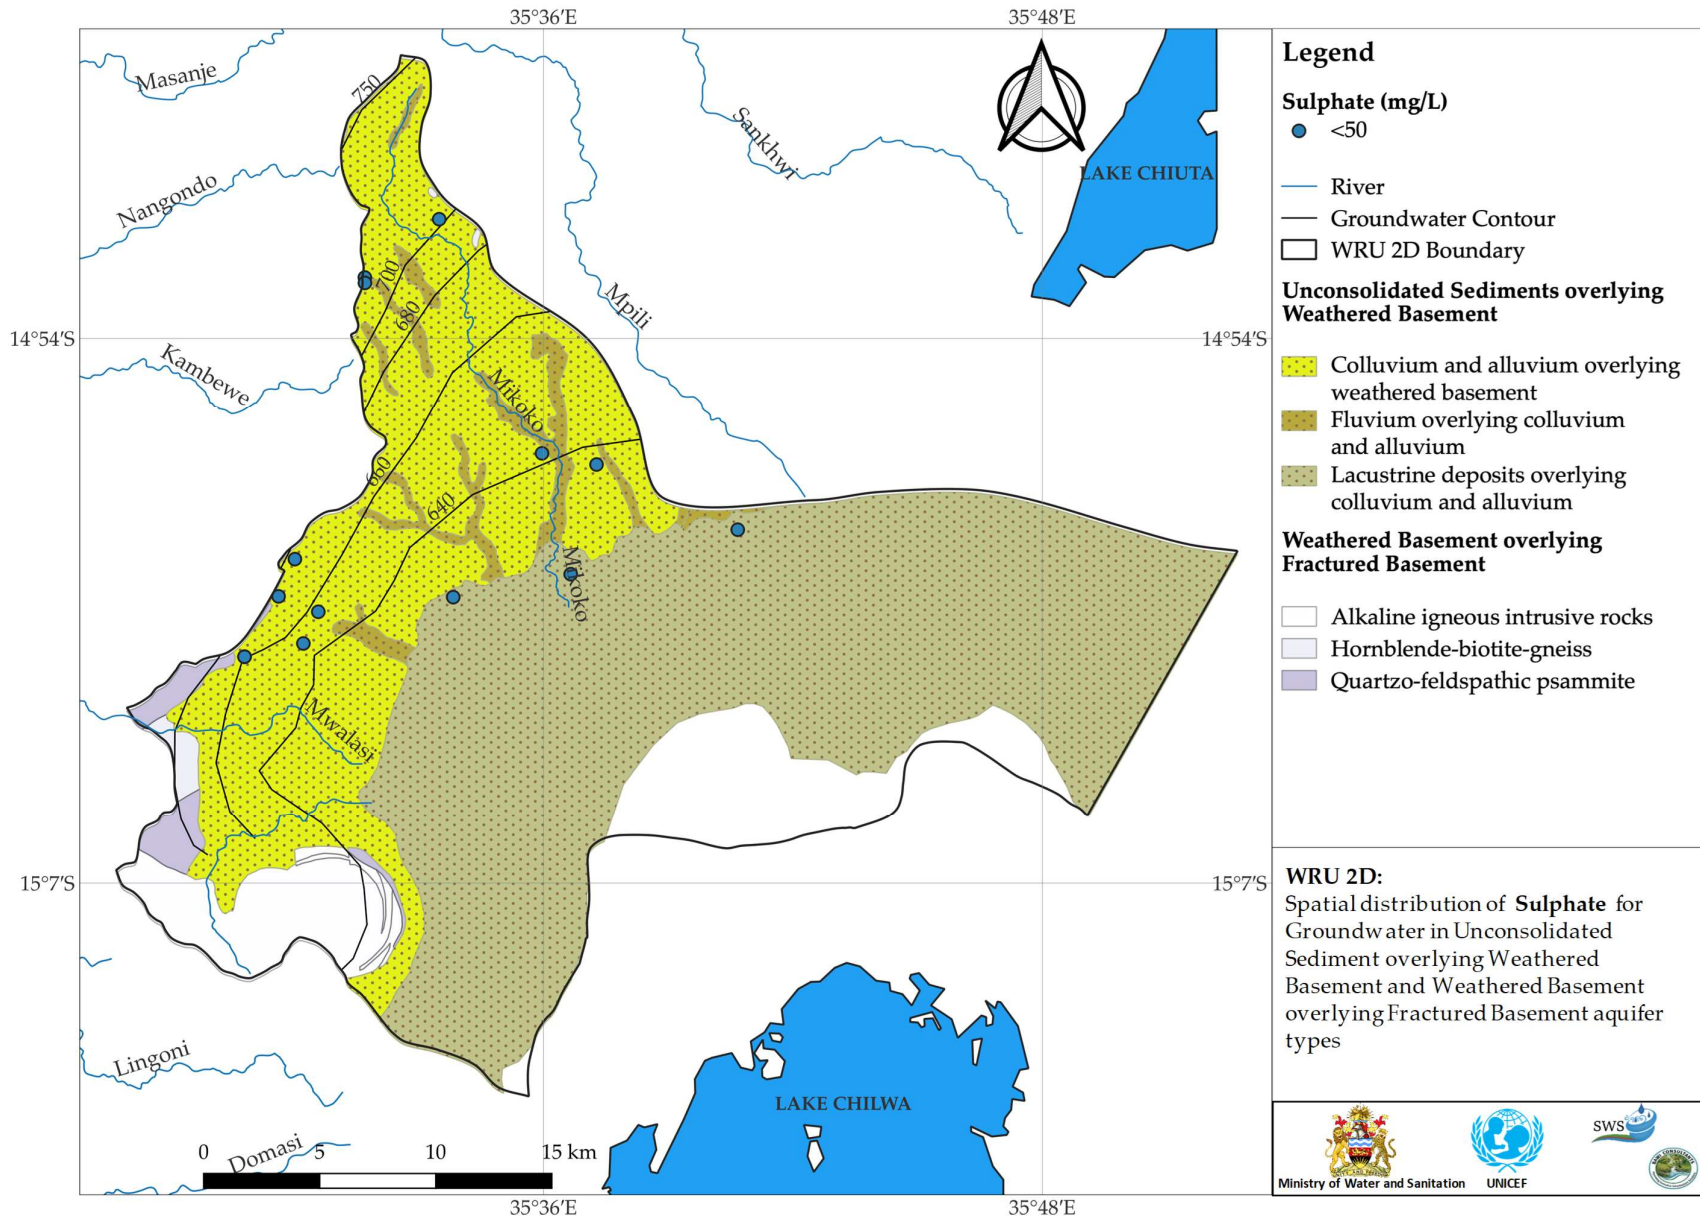 35°36'E
35°48'E
Masanje
750
Sankhwi
LAKE CHIUTA
Nangondo
700
680
Mpili
14°54'S
14°54'S
Kambewe
Mikoko
660
640
Mikoko
Mwalasi
15°7'S
15°7'S
Lingoni
LAKE CHILWA
Domasi
0
5
10
15 km
35°36'E
35°48'E
Legend
Sulphate (mg/L)
<50
River
Groundwater Contour
WRU 2D Boundary
Unconsolidated Sediments overlying
Weathered Basement
Colluvium and alluvium overlying
weathered basement
Fluvium overlying colluvium
and alluvium
Lacustrine deposits overlying
colluvium and alluvium
Weathered Basement overlying
Fractured Basement
Alkaline igneous intrusive rocks
Hornblende-biotite-gneiss
Quartzo-feldspathic psammite
WRU 2D:
Spatial distribution of Sulphate for
Groundwater in Unconsolidated
Sediment overlying Weathered
Basement and Weathered Basement
overlying Fractured Basement aquifer
types
SWS
Ministry of Water and Sanitation
UNICEF